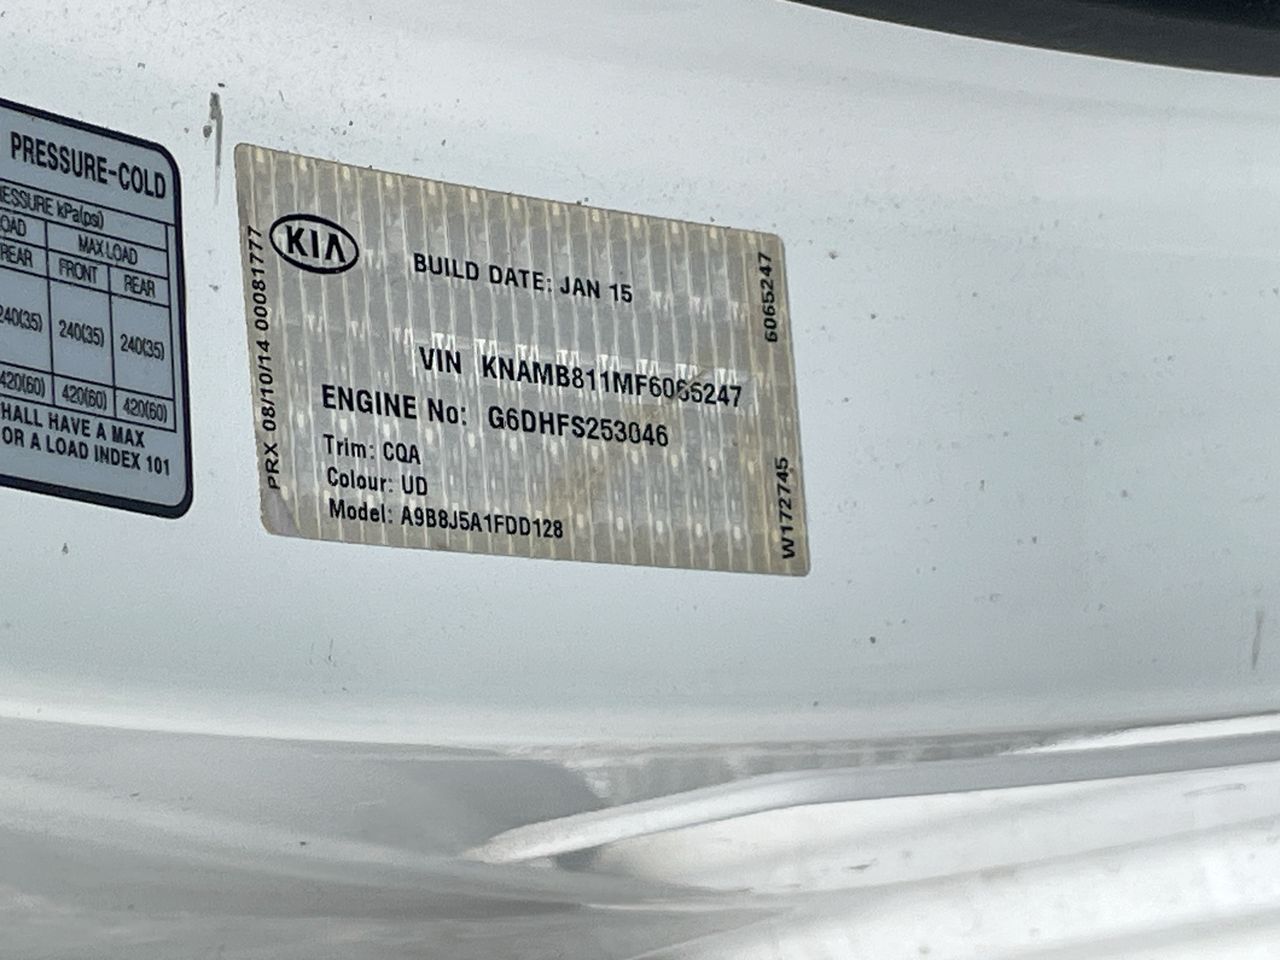 PRESSURE-COLD
ESSURE kPa(psi)
OAD MAX LOAD
REAR FRONT REAR
240(35) 240(35) 240(35)
420(60) 420(60) 420(60)
HALL HAVE A MAX
OR A LOAD INDEX 101
PRX 08/10/14 00081777
KIA
BUILD DATE: JAN 15
VIN KNAMB811MF6065247
ENGINE No: G6DHFS253046
Trim: CQA
Colour: UD
Model: A9B8J5A1FDD128
6065247
W172745